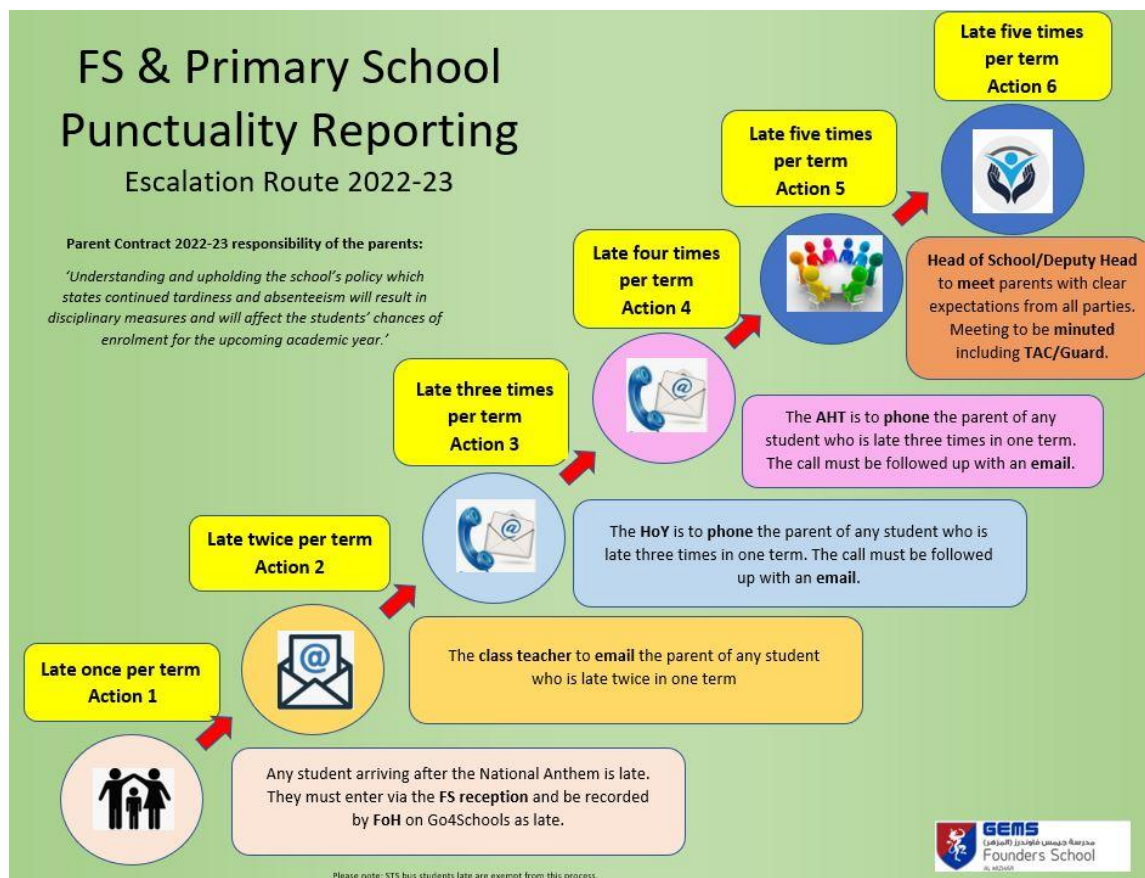 FS & Primary School
Punctuality Reporting
Escalation Route 2022-23
Parent Contract 2022-23 responsibility of the parents:
‘Understanding and upholding the school’s policy which
states continued tardiness and absenteeism will result in
disciplinary measures and will affect the students’ chances of
enrolment for the upcoming academic year.’
Late five times
per term
Action 6
Late five times
per term
Action 5
Late four times
per term
Action 4
Late three times
per term
Action 3
Late twice per term
Action 2
Late once per term
Action 1
Head of School/Deputy Head
to meet parents with clear
expectations from all parties.
Meeting to be minuted
including TAC/Guard.
The AHT is to phone the parent of any
student who is late three times in one term.
The call must be followed up with an email.
The HoY is to phone the parent of any student who is
late three times in one term. The call must be followed
up with an email.
The class teacher to email the parent of any student
who is late twice in one term
Any student arriving after the National Anthem is late.
They must enter via the FS reception and be recorded
by FoH on Go4Schools as late.
Please note: STS bus students late are exempt from this process.
GEMS
مدرسة جيمس فاوندرز (المزهر)
Founders School
AL MIZHAR